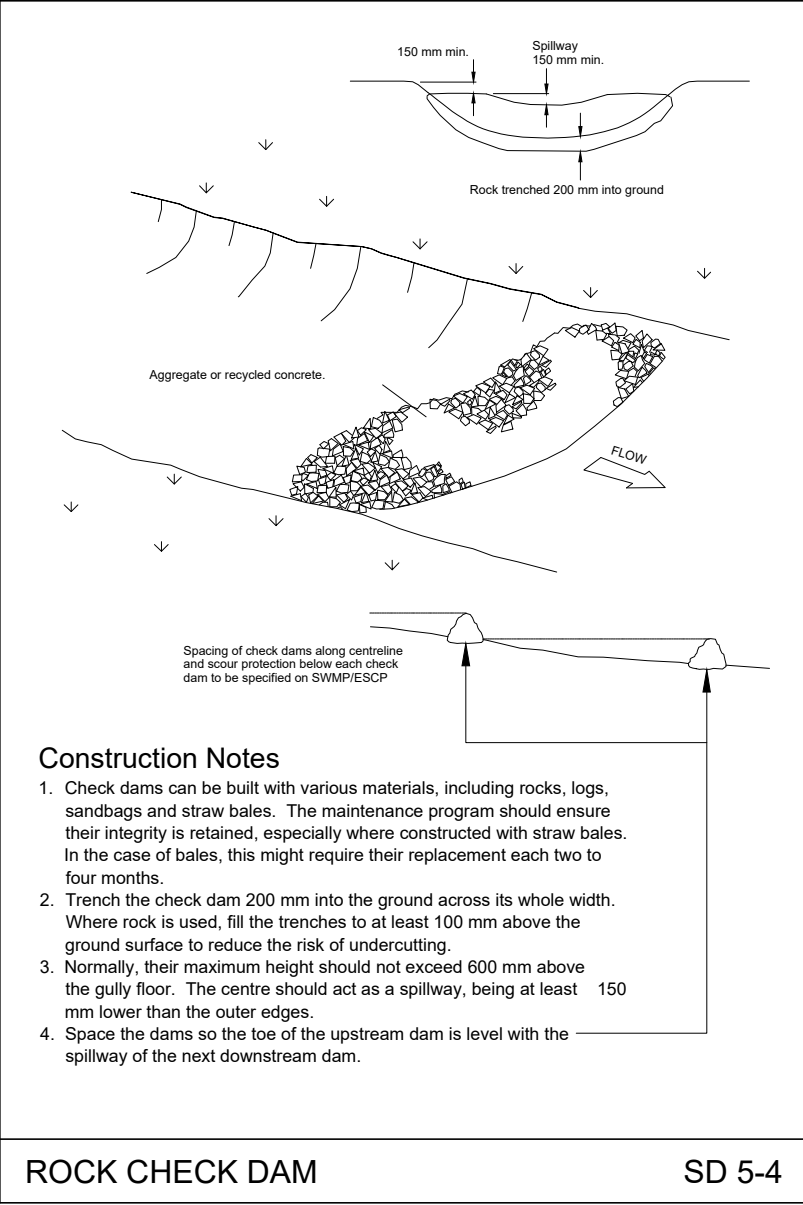 150 mm min.
Spillway
150 mm min.
Rock trenched 200 mm into ground
Aggregate or recycled concrete.
FLOW
Spacing of check dams along centreline
and scour protection below each check
dam to be specified on SWMP/ESCP
Construction Notes
1. Check dams can be built with various materials, including rocks, logs,
sandbags and straw bales. The maintenance program should ensure
their integrity is retained, especially where constructed with straw bales.
In the case of bales, this might require their replacement each two to
four months.
2. Trench the check dam 200 mm into the ground across its whole width.
Where rock is used, fill the trenches to at least 100 mm above the
ground surface to reduce the risk of undercutting.
3. Normally, their maximum height should not exceed 600 mm above
the gully floor. The centre should act as a spillway, being at least 150
mm lower than the outer edges.
4. Space the dams so the toe of the upstream dam is level with the
spillway of the next downstream dam.
ROCK CHECK DAM SD 5-4